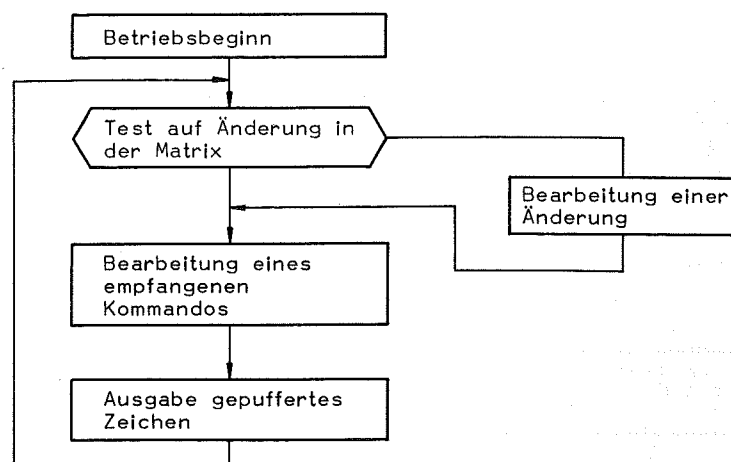 Betriebsbeginn
Test auf Änderung in
der Matrix
Bearbeitung einer
Änderung
Bearbeitung eines
empfangenen
Kommandos
Ausgabe gepuffertes
Zeichen